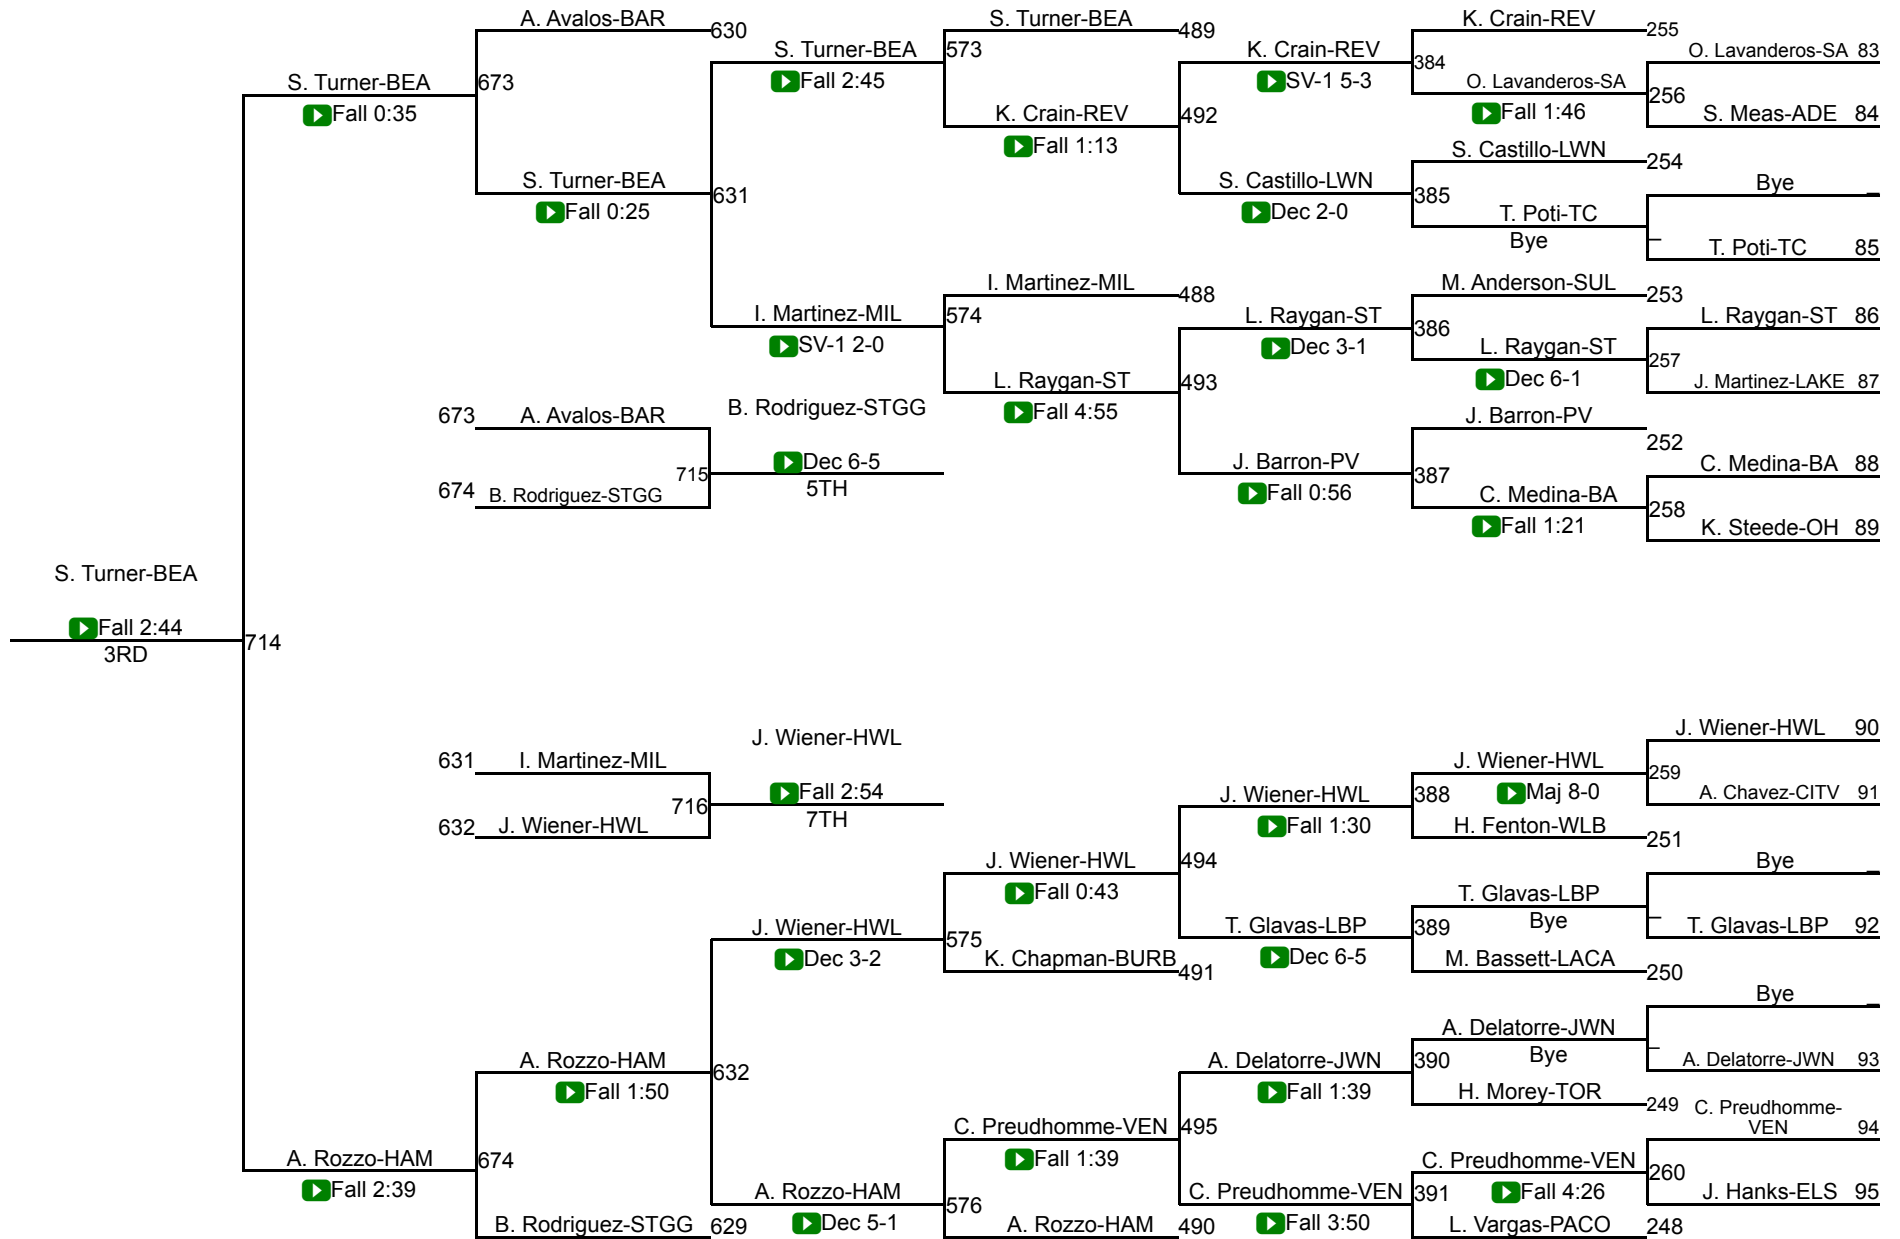 A. Avalos-BAR
630
S. Turner-BEA
489
K. Crain-REV
255
S. Turner-BEA
Fall 2:45
573
K. Crain-REV
SV-1 5-3
384
O. Lavanderos-SA 83
S. Turner-BEA
Fall 0:35
673
O. Lavanderos-SA
Fall 1:46
256
K. Crain-REV
Fall 1:13
492
S. Meas-ADE 84
S. Castillo-LWN
254
S. Turner-BEA
Fall 0:25
631
S. Castillo-LWN
Dec 2-0
385
Bye _
T. Poti-TC
Bye
_
T. Poti-TC 85
I. Martinez-MIL
488
M. Anderson-SUL
253
I. Martinez-MIL
SV-1 2-0
574
L. Raygan-ST
Dec 3-1
386
L. Raygan-ST 86
L. Raygan-ST
Dec 6-1
257
L. Raygan-ST
Fall 4:55
493
J. Martinez-LAKE 87
673
A. Avalos-BAR
B. Rodriguez-STGG
J. Barron-PV
252
715
Dec 6-5
5TH
J. Barron-PV
Fall 0:56
387
C. Medina-BA 88
674
B. Rodriguez-STGG
C. Medina-BA
Fall 1:21
258
K. Steede-OH 89
S. Turner-BEA
Fall 2:44
3RD
714
J. Wiener-HWL 90
631
I. Martinez-MIL
J. Wiener-HWL
J. Wiener-HWL
Maj 8-0
259
716
Fall 2:54
7TH
J. Wiener-HWL
Fall 1:30
388
A. Chavez-CITV 91
632
J. Wiener-HWL
H. Fenton-WLB
251
J. Wiener-HWL
Fall 0:43
494
Bye _
T. Glavas-LBP
Bye
_
J. Wiener-HWL
Dec 3-2
575
T. Glavas-LBP
Dec 6-5
389
T. Glavas-LBP 92
K. Chapman-BURB
491
M. Bassett-LACA
250
Bye _
A. Delatorre-JWN
Bye
_
A. Rozzo-HAM
Fall 1:50
632
A. Delatorre-JWN
Fall 1:39
390
A. Delatorre-JWN 93
H. Morey-TOR
249
C. Preudhomme-
VEN 94
C. Preudhomme-VEN
Fall 1:39
495
A. Rozzo-HAM
Fall 2:39
674
C. Preudhomme-VEN
Fall 4:26
260
A. Rozzo-HAM
Dec 5-1
576
C. Preudhomme-VEN
Fall 3:50
391
J. Hanks-ELS 95
B. Rodriguez-STGG
629
A. Rozzo-HAM
490
L. Vargas-PACO
248